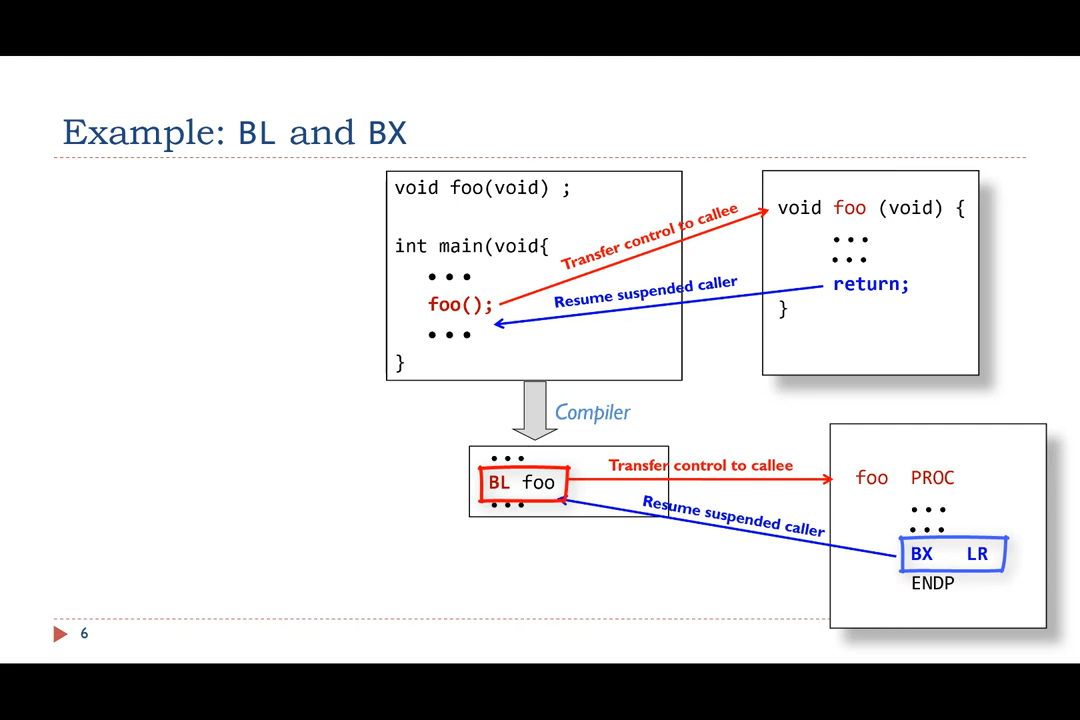 Example: BL and BX
void foo(void) ;
int main(void{
•••
foo();
•••
}
Transfer control to callee
Resume suspended caller
void foo (void) {
•••
•••
return;
}
Compiler
•••
BL foo
•••
Transfer control to callee
Resume suspended caller
foo PROC
•••
•••
BX LR
ENDP
6